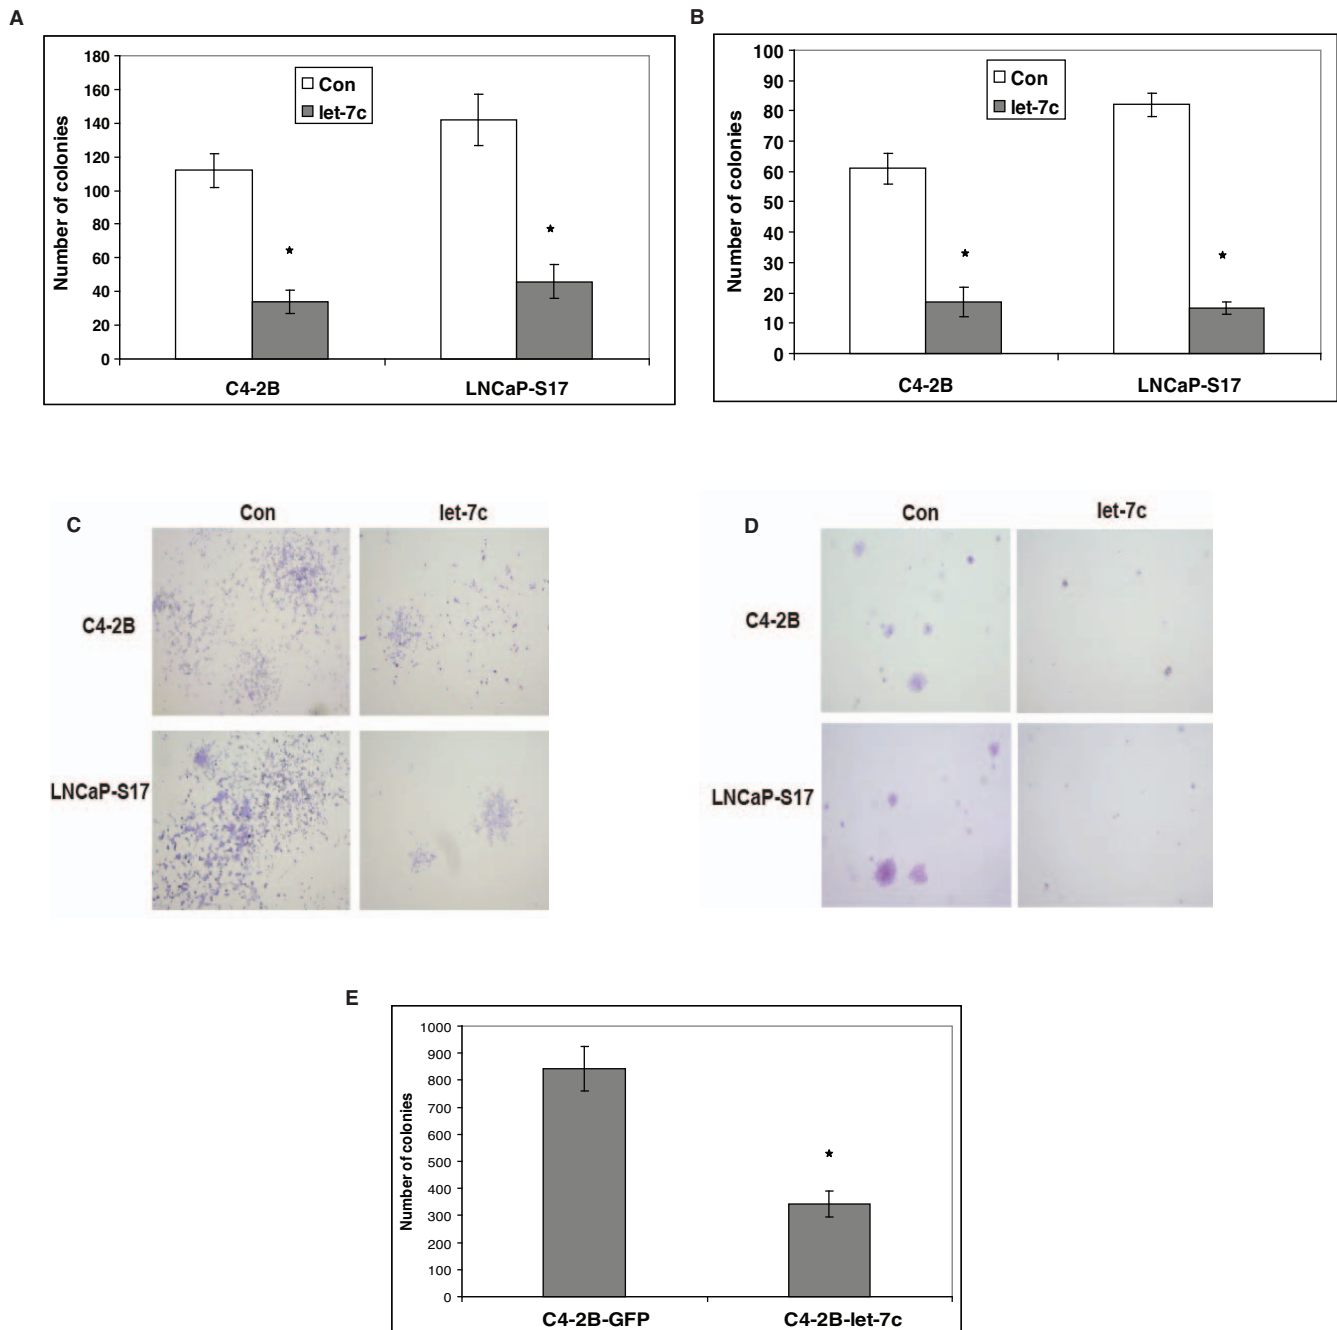 A
180
160
140
120
100
80
60
40
20
0
Number of colonies
Con
let-7c
C4-2B
LNCaP-S17
B
100
90
80
70
60
50
40
30
20
10
0
Number of colonies
Con
let-7c
C4-2B
LNCaP-S17
C
Con
let-7c
C4-2B
LNCaP-S17
D
Con
let-7c
C4-2B
LNCaP-S17
E
1000
900
800
700
600
500
400
300
200
100
0
Number of colonies
C4-2B-GFP
C4-2B-let-7c